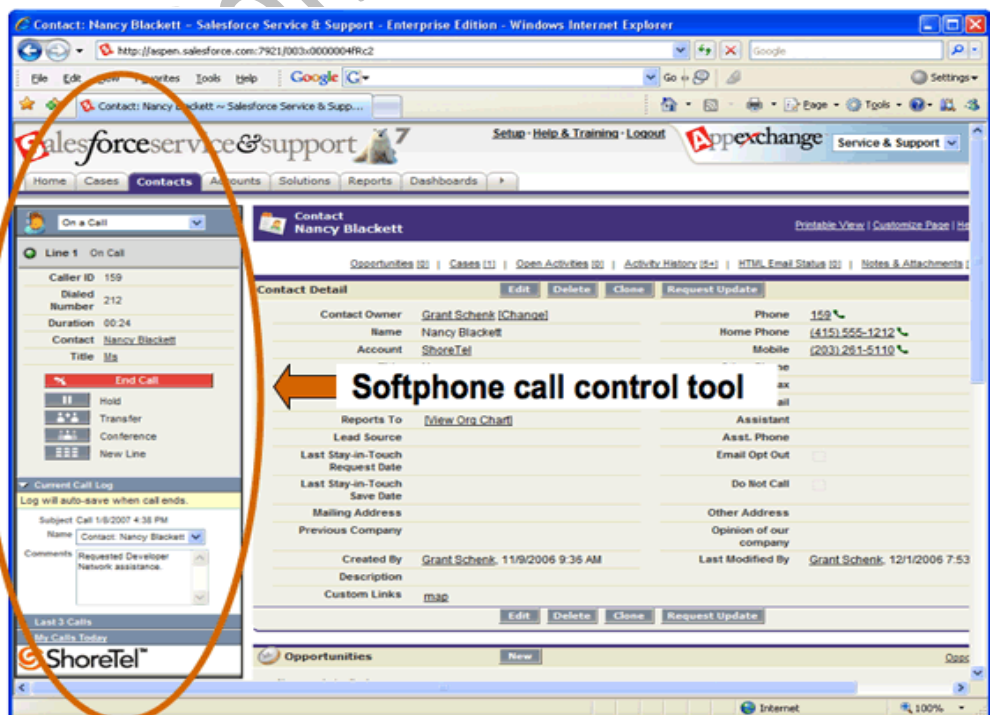 Contact: Nancy Blackett ~ Salesforce Service & Support - Enterprise Edition - Windows Internet Explorer
http://aspen.salesforce.com:7921/003x0000004fRc2
Google
File Edit View Favorites Tools Help Google G
Go Settings
Contact: Nancy Blackett ~ Salesforce Service & Supp...
Page Tools
Salesforceservice&support 7
Setup · Help & Training · Logout
Appexchange
Service & Support
Home Cases Contacts Accounts Solutions Reports Dashboards
On a Call
Line 1 On Call
Caller ID 159
Dialed Number 212
Duration 00:24
Contact Nancy Blackett
Title Ms
End Call
Hold
Transfer
Conference
New Line
Current Call Log
Log will auto-save when call ends.
Subject Call 1/8/2007 4:38 PM
Name Contact: Nancy Blackett
Comments Requested Developer
Network assistance.
Last 3 Calls
My Calls Today
ShoreTel™
Contact
Nancy Blackett
Printable View | Customize Page | He
Opportunities [0] | Cases [1] | Open Activities [0] | Activity History [5+] | HTML Email Status [0] | Notes & Attachments [
Contact Detail Edit Delete Clone Request Update
Contact Owner Grant Schenk [Change] Phone 159
Name Nancy Blackett Home Phone (415) 555-1212
Account ShoreTel Mobile (203) 261-5110
Softphone call control tool
Reports To [View Org Chart] Assistant
Lead Source Asst. Phone
Last Stay-in-Touch Request Date Email Opt Out
Last Stay-in-Touch Save Date Do Not Call
Mailing Address Other Address
Previous Company Opinion of our company
Created By Grant Schenk, 11/9/2006 9:36 AM Last Modified By Grant Schenk, 12/1/2006 7:53
Description
Custom Links map
Edit Delete Clone Request Update
Opportunities New
Internet 100%